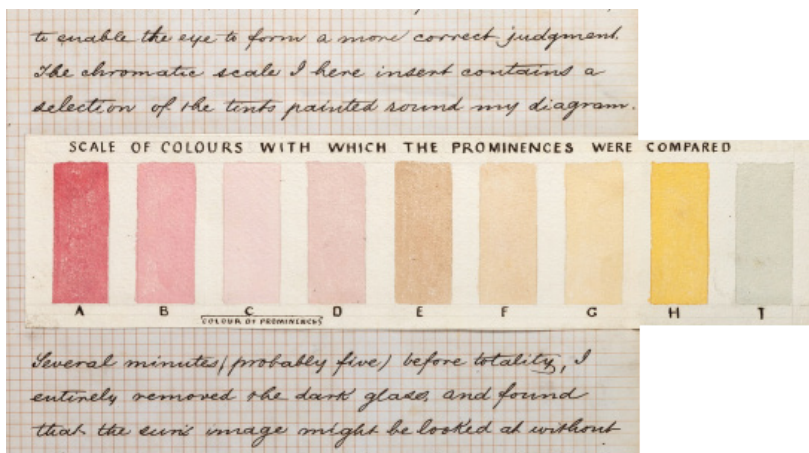 to enable the eye to form a more correct judgment.
The chromatic scale I here insert contains a
selection of the tints painted round my diagram.
SCALE OF COLOURS WITH WHICH THE PROMINENCES WERE COMPARED
A B C D E F G H T
COLOUR OF PROMINENCES
Several minutes (probably five) before totality, I
entirely removed the dark glass, and found
that the sun's image might be looked at without